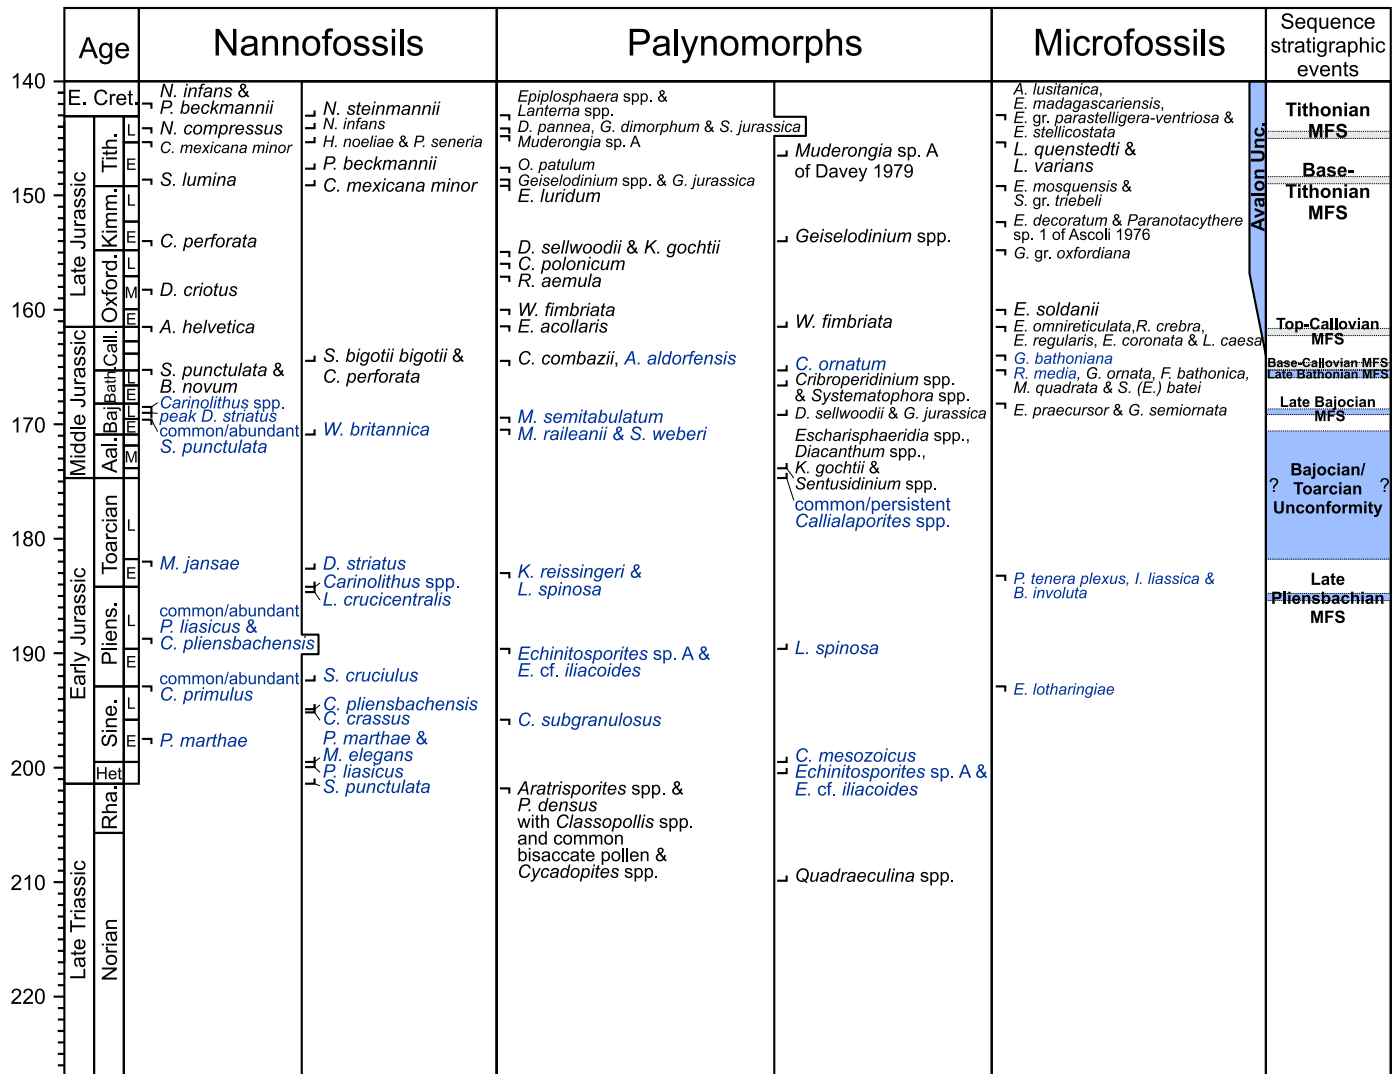 Age
Nannofossils
Palynomorphs
Microfossils
Sequence
stratigraphic
events
140
150
160
170
180
190
200
210
220
E. Cret.
Late Jurassic
Middle Jurassic
Early Jurassic
Late Triassic
Tith.
Kimm.
Oxford.
Call.
Bath.
Baj.
Aal.
Toarcian
Pliens.
Sine.
Het.
Rha.
Norian
L
E
L
E
L
M
E
L
E
L
E
M
L
E
L
E
L
E
N. infans &
P. beckmannii
N. compressus
C. mexicana minor
S. lumina
C. perforata
D. criotus
A. helvetica
S. punctulata &
B. novum
Carinolithus spp.
peak D. striatus
common/abundant
S. punctulata
M. jansae
common/abundant
P. liasicus &
C. pliensbachensis
common/abundant
C. primulus
P. marthae
N. steinmannii
N. infans
H. noeliae & P. seneria
P. beckmannii
C. mexicana minor
S. bigotii bigotii &
C. perforata
W. britannica
D. striatus
Carinolithus spp.
L. crucicentralis
S. cruciulus
C. pliensbachensis
C. crassus
P. marthae &
M. elegans
P. liasicus
S. punctulata
Epiplosphaera spp. &
Lanterna spp.
D. pannea, G. dimorphum & S. jurassica
Muderongia sp. A
O. patulum
Geiselodinium spp. & G. jurassica
E. luridum
D. sellwoodii & K. gochtii
C. polonicum
R. aemula
W. fimbriata
E. acollaris
C. combazii, A. aldorfensis
M. semitabulatum
M. raileanii & S. weberi
K. reissingeri &
L. spinosa
Echinitosporites sp. A &
E. cf. iliacoides
C. subgranulosus
Aratrisporites spp. &
P. densus
with Classopollis spp.
and common
bisaccate pollen &
Cycadopites spp.
Muderongia sp. A
of Davey 1979
Geiselodinium spp.
W. fimbriata
C. ornatum
Cribroperidinium spp.
& Systematophora spp.
D. sellwoodii & G. jurassica
Escharisphaeridia spp.,
Diacanthum spp.,
K. gochtii &
Sentusidinium spp.
common/persistent
Callialaporites spp.
L. spinosa
C. mesozoicus
Echinitosporites sp. A &
E. cf. iliacoides
Quadraeculina spp.
A. lusitanica,
E. madagascariensis,
E. gr. parastelligera-ventriosa &
E. stellicostata
L. quenstedti &
L. varians
E. mosquensis &
S. gr. triebeli
E. decoratum & Paranotacythere
sp. 1 of Ascoli 1976
G. gr. oxfordiana
E. soldanii
E. omnireticulata,R. crebra,
E. regularis, E. coronata & L. caesa
G. bathoniana
R. media, G. ornata, F. bathonica,
M. quadrata & S. (E.) batei
E. praecursor & G. semiornata
P. tenera plexus, I. liassica &
B. involuta
E. lotharingiae
Avalon Unc.
Tithonian
MFS
Base-
Tithonian
MFS
Top-Callovian
MFS
Base-Callovian MFS
Late Bathonian MFS
Late Bajocian
MFS
Bajocian/
? Toarcian ?
Unconformity
Late
Pliensbachian
MFS